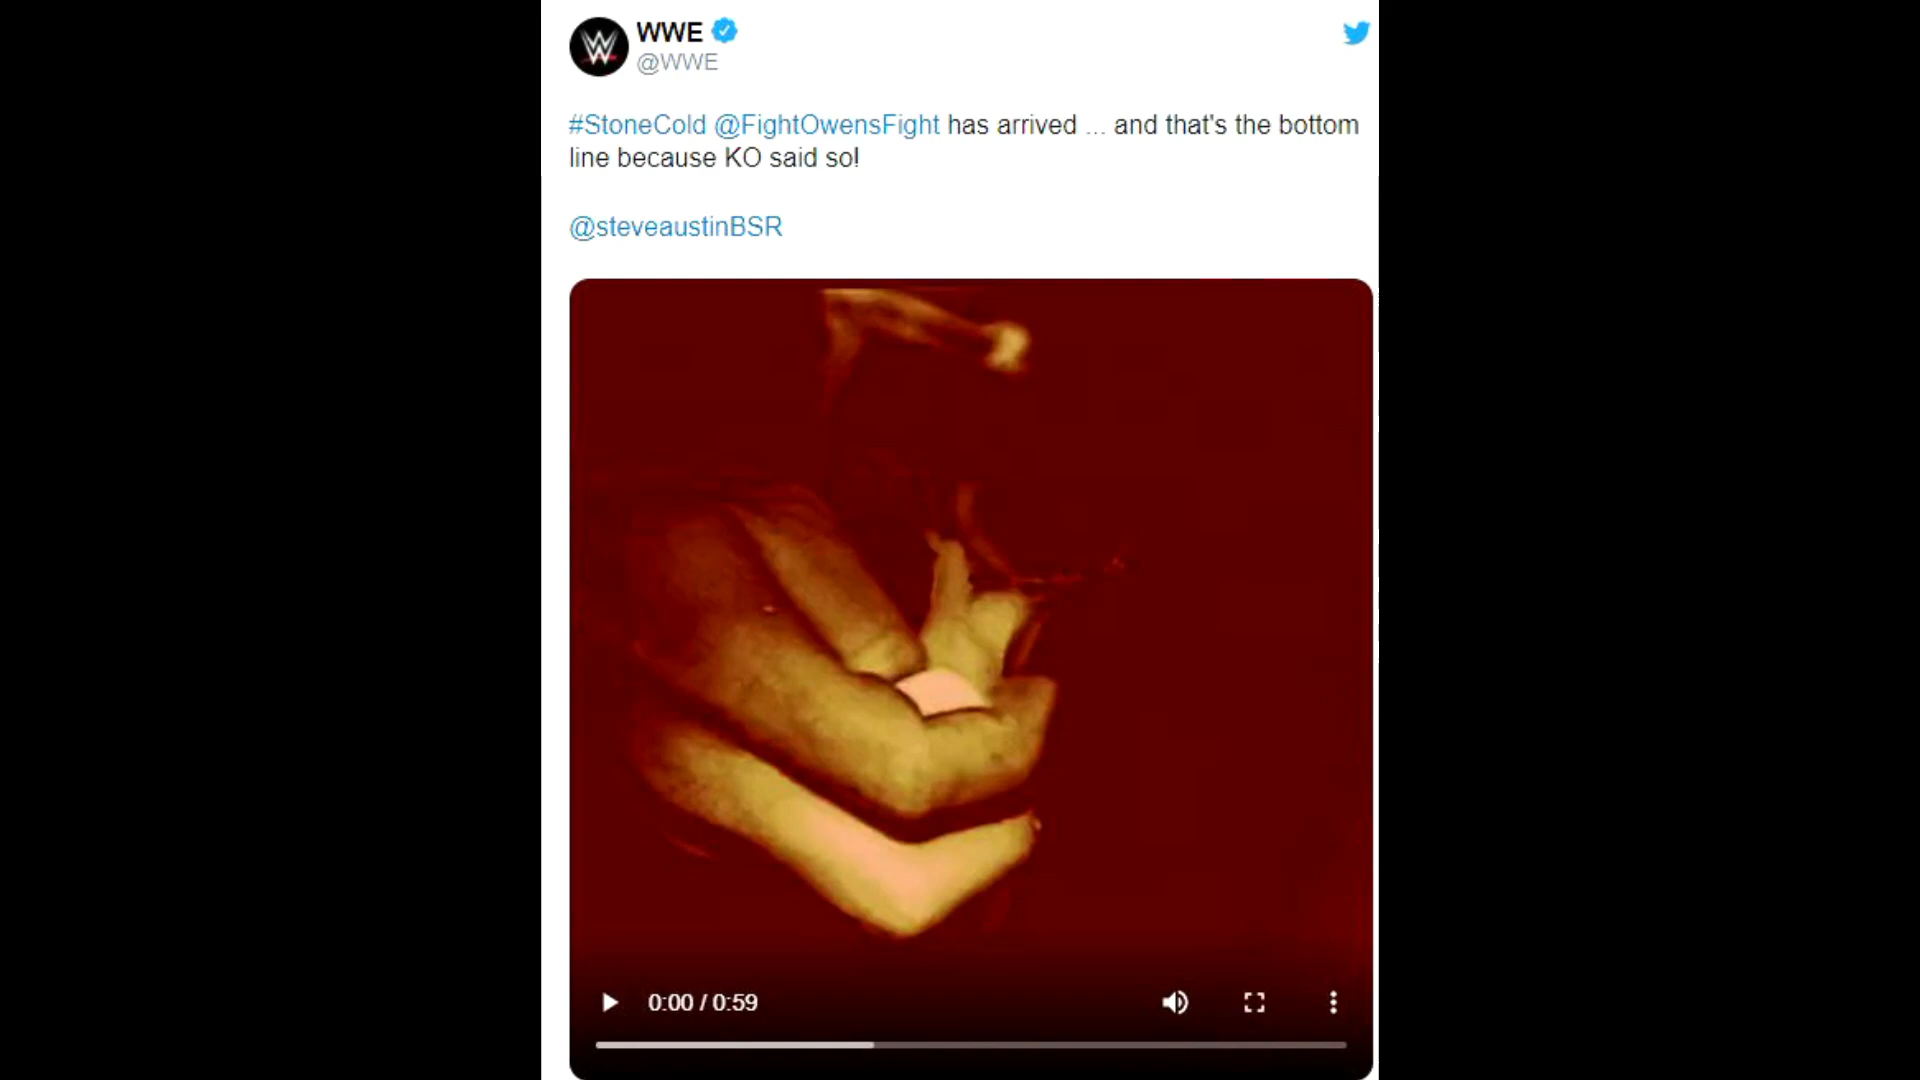 WWE
@WWE
#StoneCold @FightOwensFight has arrived ... and that's the bottom
line because KO said so!
@steveaustinBSR
0:00 / 0:59